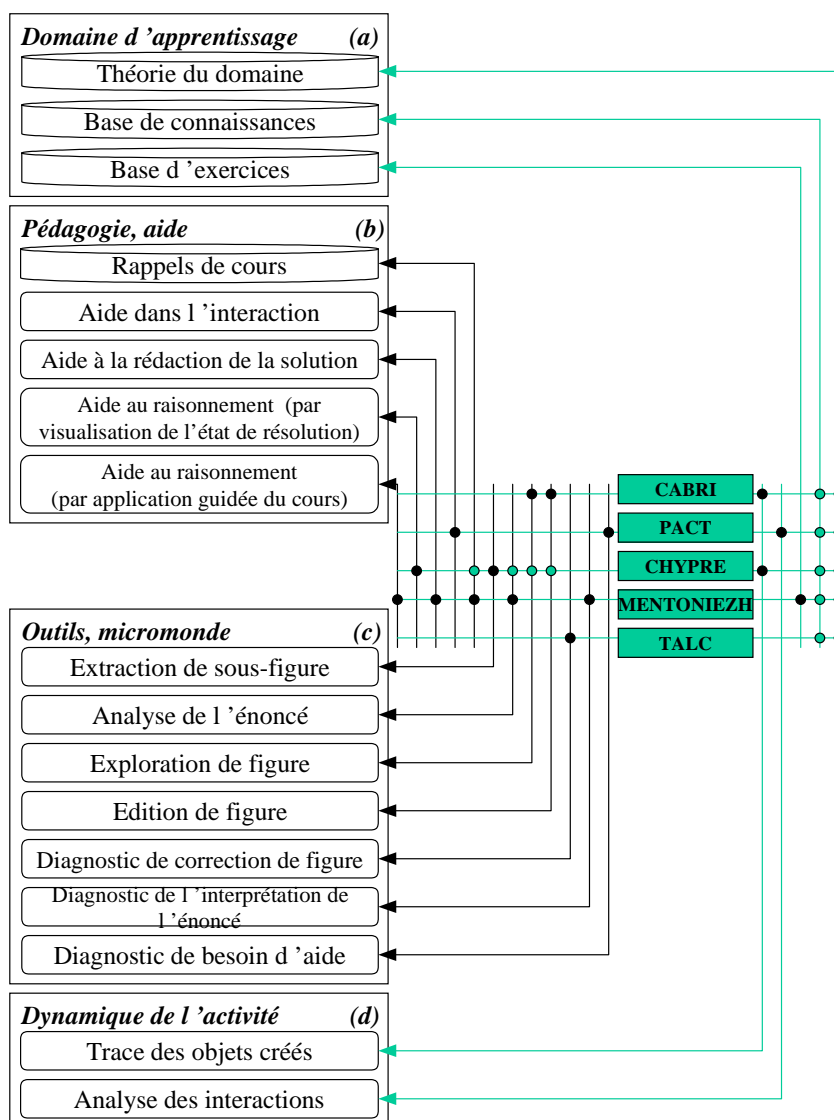 Domaine d ’apprentissage (a)
Théorie du domaine
Base de connaissances
Base d ’exercices
Pédagogie, aide (b)
Rappels de cours
Aide dans l ’interaction
Aide à la rédaction de la solution
Aide au raisonnement (par
visualisation de l’état de résolution)
Aide au raisonnement
(par application guidée du cours)
CABRI
PACT
CHYPRE
MENTONIEZH
TALC
Outils, micromonde (c)
Extraction de sous-figure
Analyse de l ’énoncé
Exploration de figure
Edition de figure
Diagnostic de correction de figure
Diagnostic de l ’interprétation de
l ’énoncé
Diagnostic de besoin d ’aide
Dynamique de l ’activité (d)
Trace des objets créés
Analyse des interactions